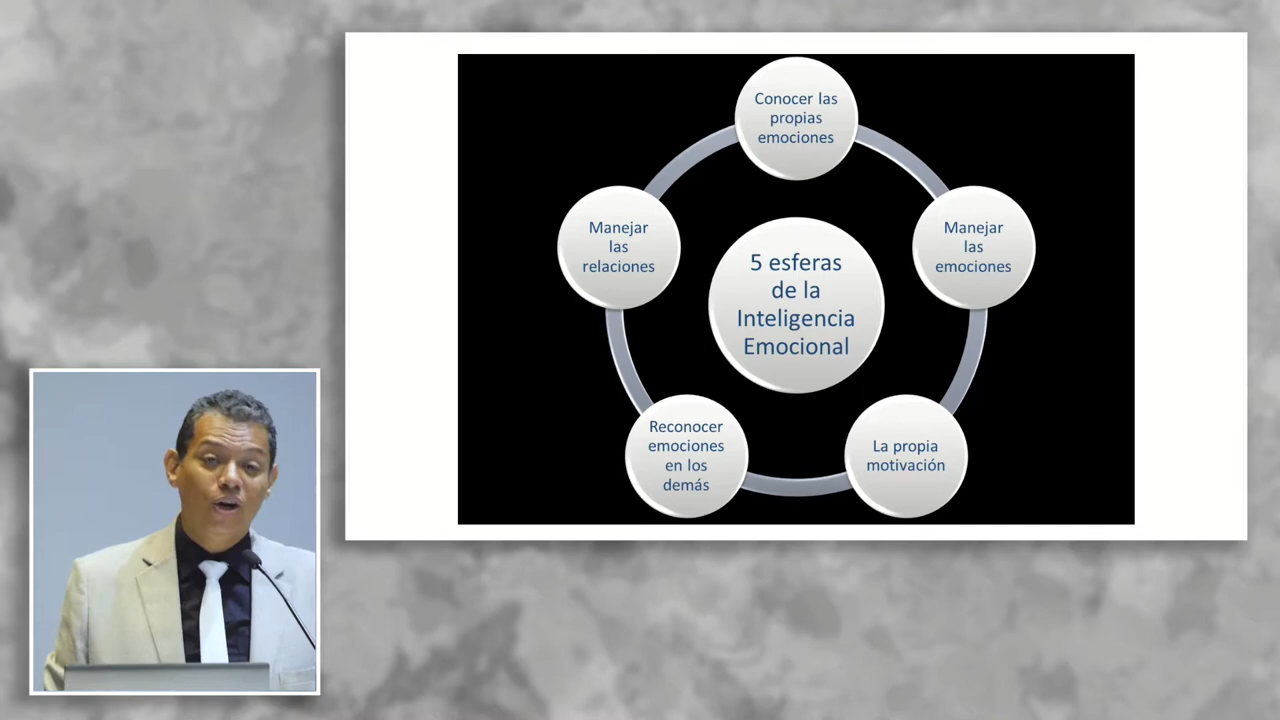 Conocer las
propias
emociones
Manejar
las
emociones
La propia
motivación
Reconocer
emociones
en los
demás
Manejar
las
relaciones
5 esferas
de la
Inteligencia
Emocional